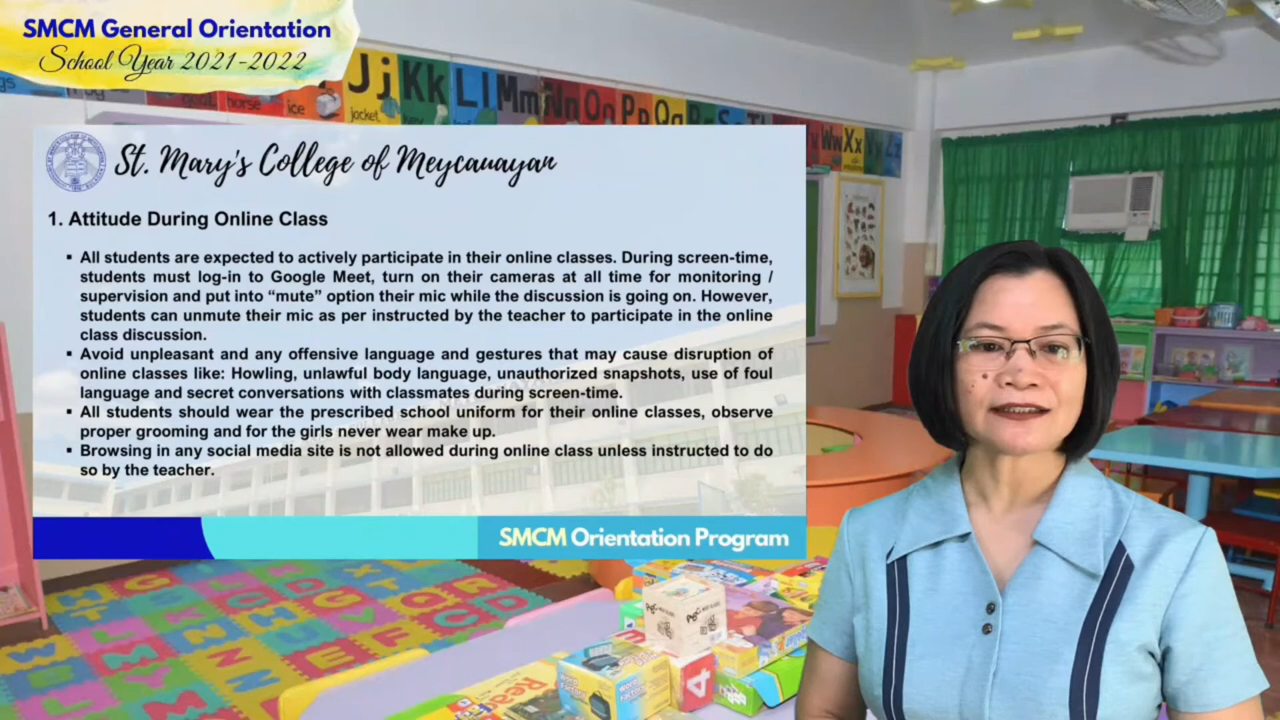 SMCM General Orientation
School Year 2021-2022
Jj Kk Ll Mm Nn Oo Pp Qq
Ww Xx
horse ice jacket
St. Mary's College of Meycauayan
1. Attitude During Online Class
▪ All students are expected to actively participate in their online classes. During screen-time,
students must log-in to Google Meet, turn on their cameras at all time for monitoring /
supervision and put into “mute” option their mic while the discussion is going on. However,
students can unmute their mic as per instructed by the teacher to participate in the online
class discussion.
▪ Avoid unpleasant and any offensive language and gestures that may cause disruption of
online classes like: Howling, unlawful body language, unauthorized snapshots, use of foul
language and secret conversations with classmates during screen-time.
▪ All students should wear the prescribed school uniform for their online classes, observe
proper grooming and for the girls never wear make up.
▪ Browsing in any social media site is not allowed during online class unless instructed to do
so by the teacher.
SMCM Orientation Program
4